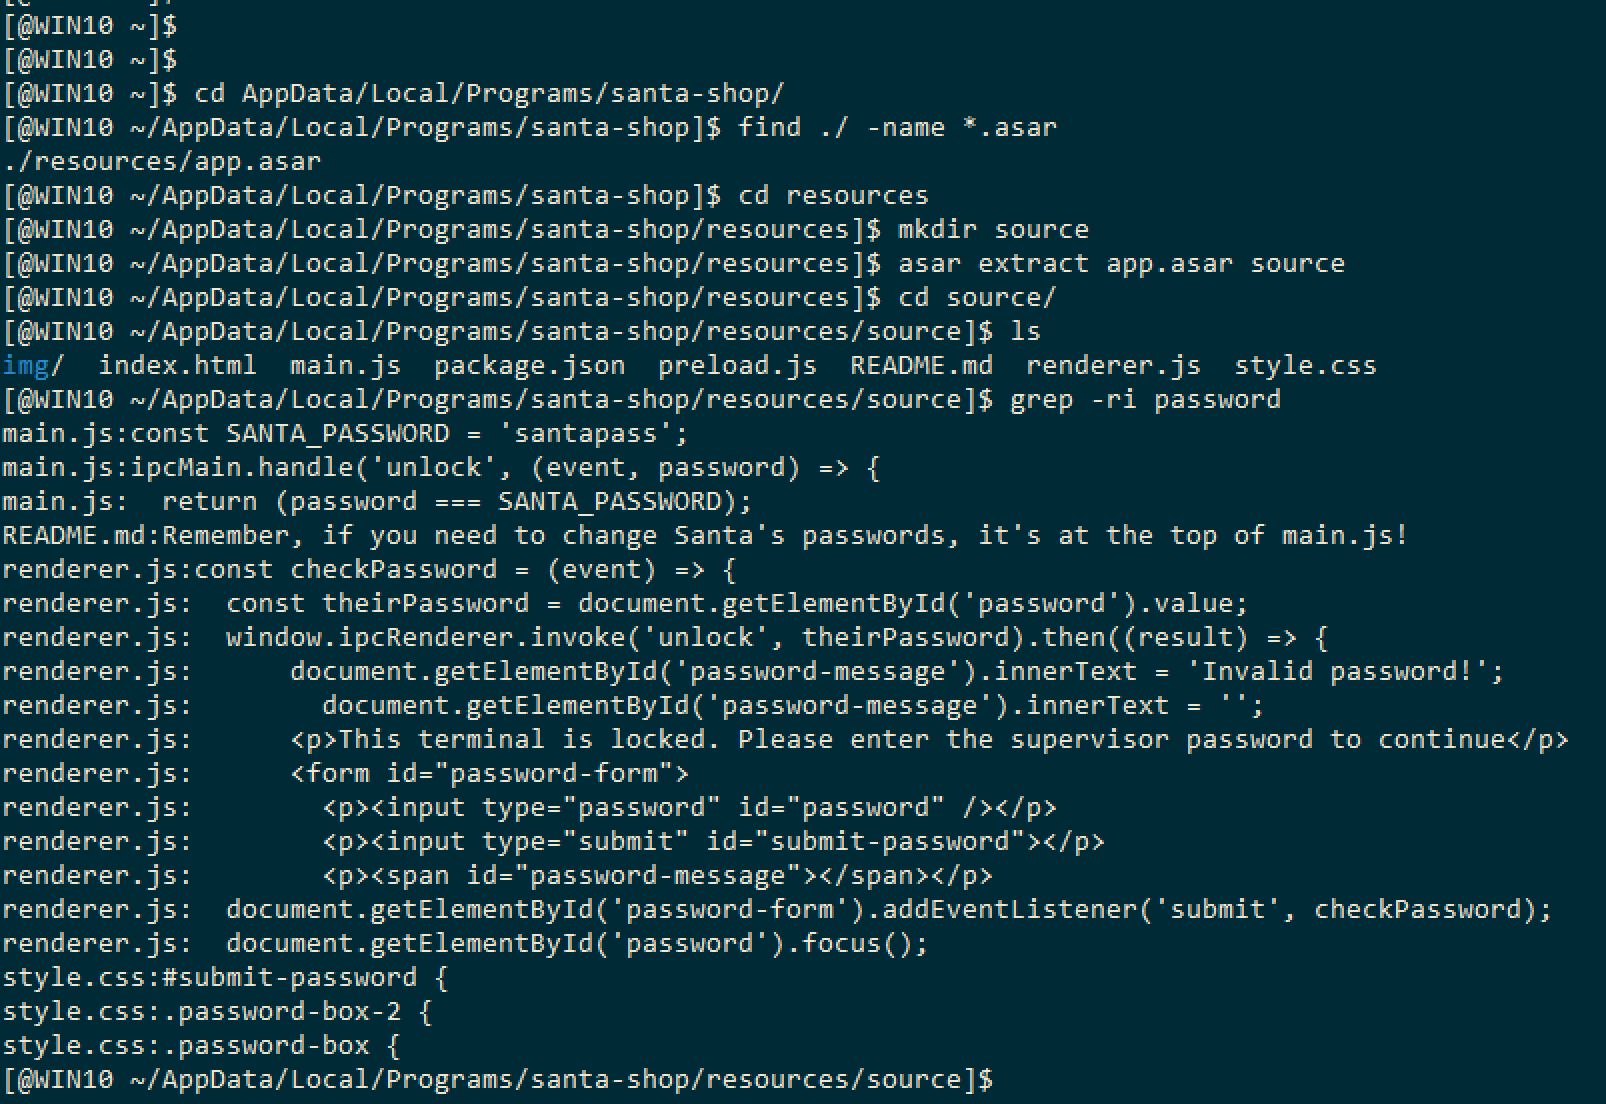 [@WIN10 ~]$
[@WIN10 ~]$
[@WIN10 ~]$ cd AppData/Local/Programs/santa-shop/
[@WIN10 ~/AppData/Local/Programs/santa-shop]$ find ./ -name *.asar
./resources/app.asar
[@WIN10 ~/AppData/Local/Programs/santa-shop]$ cd resources
[@WIN10 ~/AppData/Local/Programs/santa-shop/resources]$ mkdir source
[@WIN10 ~/AppData/Local/Programs/santa-shop/resources]$ asar extract app.asar source
[@WIN10 ~/AppData/Local/Programs/santa-shop/resources]$ cd source/
[@WIN10 ~/AppData/Local/Programs/santa-shop/resources/source]$ ls
img/  index.html  main.js  package.json  preload.js  README.md  renderer.js  style.css
[@WIN10 ~/AppData/Local/Programs/santa-shop/resources/source]$ grep -ri password
main.js:const SANTA_PASSWORD = 'santapass';
main.js:ipcMain.handle('unlock', (event, password) => {
main.js:  return (password === SANTA_PASSWORD);
README.md:Remember, if you need to change Santa's passwords, it's at the top of main.js!
renderer.js:const checkPassword = (event) => {
renderer.js:  const theirPassword = document.getElementById('password').value;
renderer.js:  window.ipcRenderer.invoke('unlock', theirPassword).then((result) => {
renderer.js:      document.getElementById('password-message').innerText = 'Invalid password!';
renderer.js:        document.getElementById('password-message').innerText = '';
renderer.js:      <p>This terminal is locked. Please enter the supervisor password to continue</p>
renderer.js:      <form id="password-form">
renderer.js:        <p><input type="password" id="password" /></p>
renderer.js:        <p><input type="submit" id="submit-password"></p>
renderer.js:        <p><span id="password-message"></span></p>
renderer.js:  document.getElementById('password-form').addEventListener('submit', checkPassword);
renderer.js:  document.getElementById('password').focus();
style.css:#submit-password {
style.css:.password-box-2 {
style.css:.password-box {
[@WIN10 ~/AppData/Local/Programs/santa-shop/resources/source]$